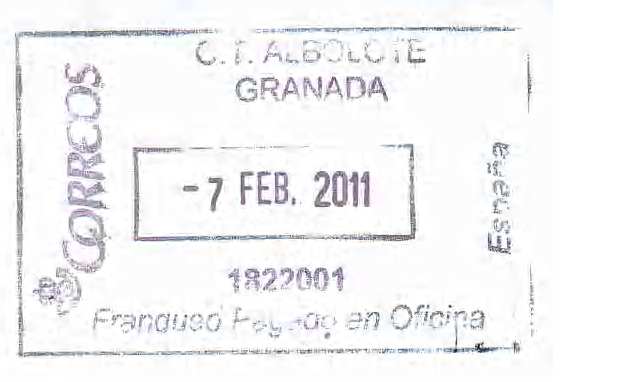 C.T. ALBOLOTE
GRANADA
CORREOS
- 7 FEB. 2011
España
1822001
Franqueo Pagado en Oficina